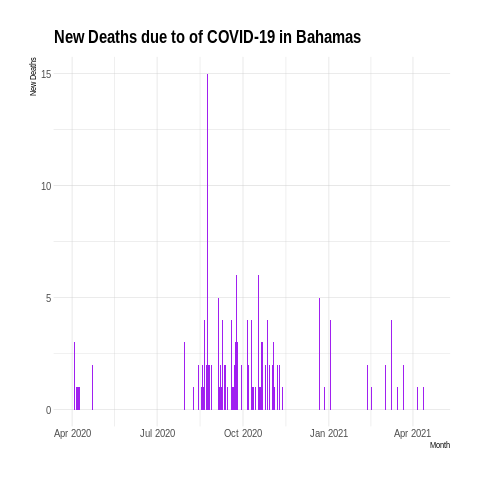 New Deaths due to of COVID-19 in Bahamas
New Deaths
15
10
5
0
Apr 2020 Jul 2020 Oct 2020 Jan 2021 Apr 2021
Month